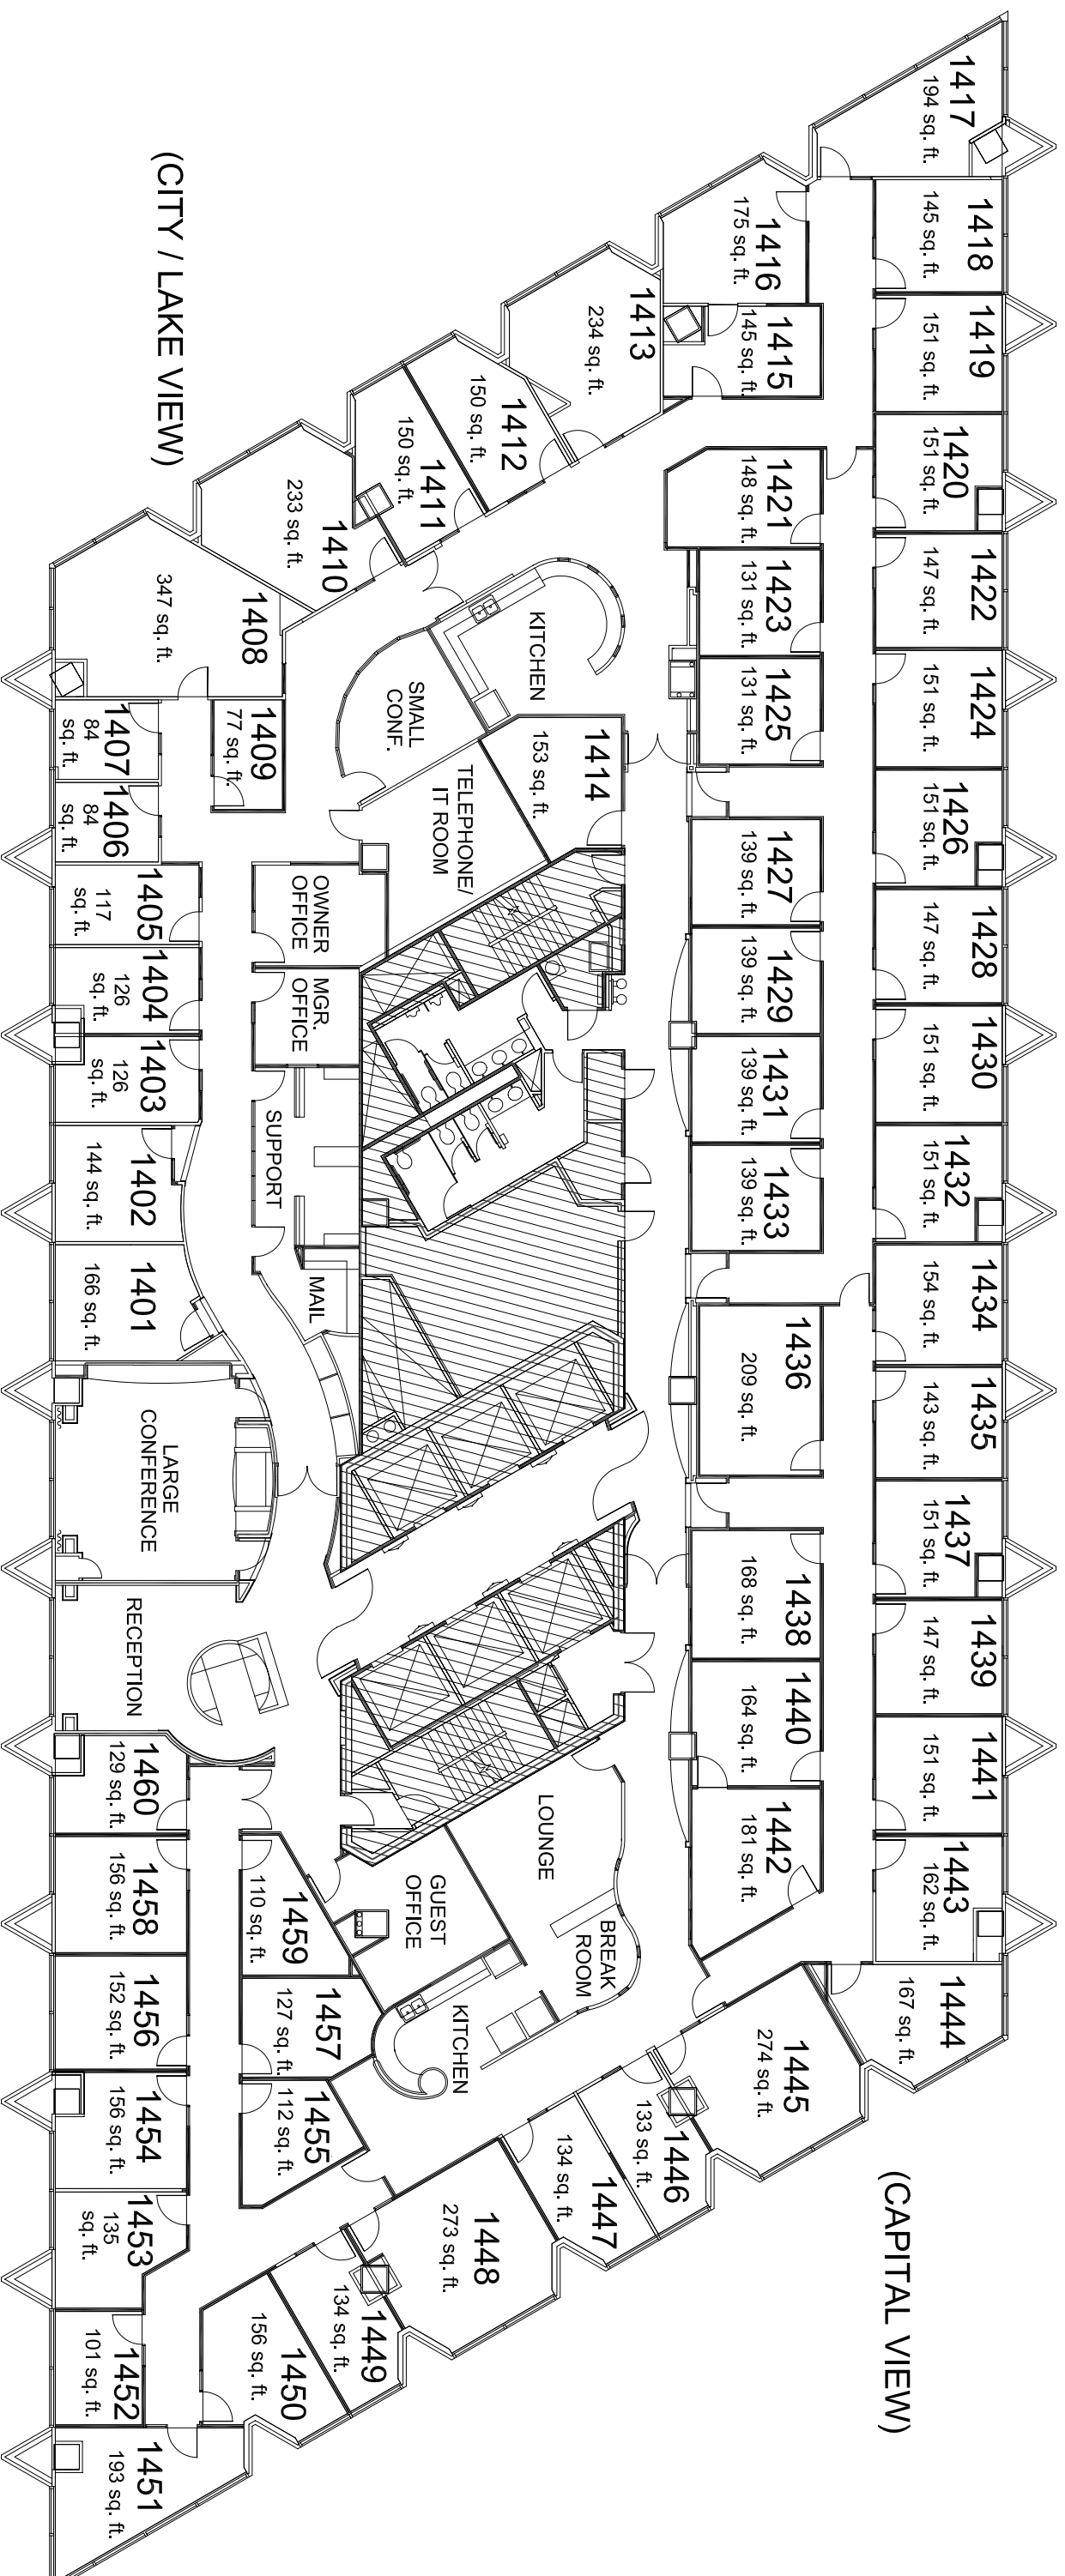 1417
194 sq. ft.
1418
145 sq. ft.
1419
151 sq. ft.
1420
151 sq. ft.
1422
147 sq. ft.
1424
151 sq. ft.
1426
151 sq. ft.
1428
147 sq. ft.
1430
151 sq. ft.
1432
151 sq. ft.
1434
154 sq. ft.
1435
143 sq. ft.
1437
151 sq. ft.
1439
147 sq. ft.
1441
151 sq. ft.
1443
162 sq. ft.
1444
167 sq. ft.
(CAPITAL VIEW)
1416
175 sq. ft.
1415
145 sq. ft.
1421
148 sq. ft.
1423
131 sq. ft.
1425
131 sq. ft.
1427
139 sq. ft.
1429
139 sq. ft.
1431
139 sq. ft.
1433
139 sq. ft.
1436
209 sq. ft.
1438
168 sq. ft.
1440
164 sq. ft.
1442
181 sq. ft.
1445
274 sq. ft.
1413
234 sq. ft.
1412
150 sq. ft.
1411
150 sq. ft.
KITCHEN
1414
153 sq. ft.
SMALL
CONF.
TELEPHONE/
IT ROOM
LOUNGE
BREAK
ROOM
GUEST
OFFICE
KITCHEN
1446
133 sq. ft.
1447
134 sq. ft.
1448
273 sq. ft.
(CITY / LAKE VIEW)
1410
233 sq. ft.
1408
347 sq. ft.
1409
77 sq. ft.
OWNER
OFFICE
MGR.
OFFICE
SUPPORT
MAIL
1459
110 sq. ft.
1457
127 sq. ft.
1455
112 sq. ft.
1449
134 sq. ft.
1450
156 sq. ft.
1407
84
sq. ft.
1406
84
sq. ft.
1405
117
sq. ft.
1404
126
sq. ft.
1403
126
sq. ft.
1402
144 sq. ft.
1401
166 sq. ft.
LARGE
CONFERENCE
RECEPTION
1460
129 sq. ft.
1458
156 sq. ft.
1456
152 sq. ft.
1454
156 sq. ft.
1453
135
sq. ft.
1452
101 sq. ft.
1451
193 sq. ft.